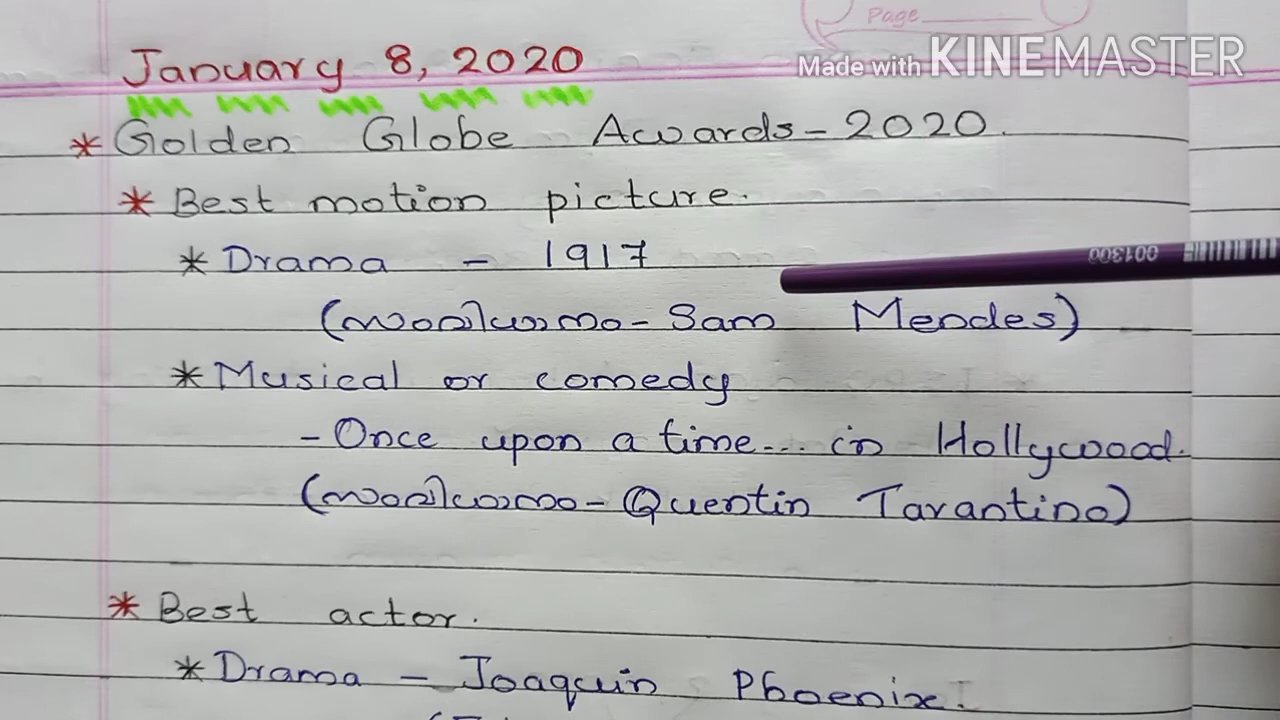 Page
Made with KINEMASTER
January 8, 2020
* Golden Globe Awards - 2020.
* Best motion picture.
* Drama - 1917
(സംവിധാനം - Sam Mendes)
001300
* Musical or comedy
- Once upon a time... in Hollywood.
(സംവിധാനം - Quentin Tarantino)
* Best actor.
* Drama - Joaquin Phoenix.